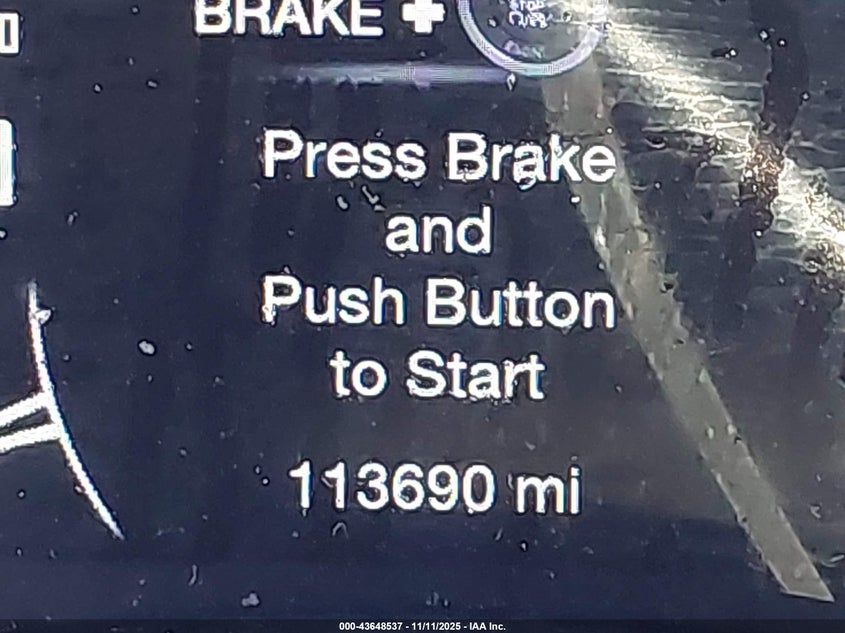 BRAKE +
Press Brake
and
Push Button
to Start
113690 mi
000-43648537 - 11/11/2025 - IAA Inc.